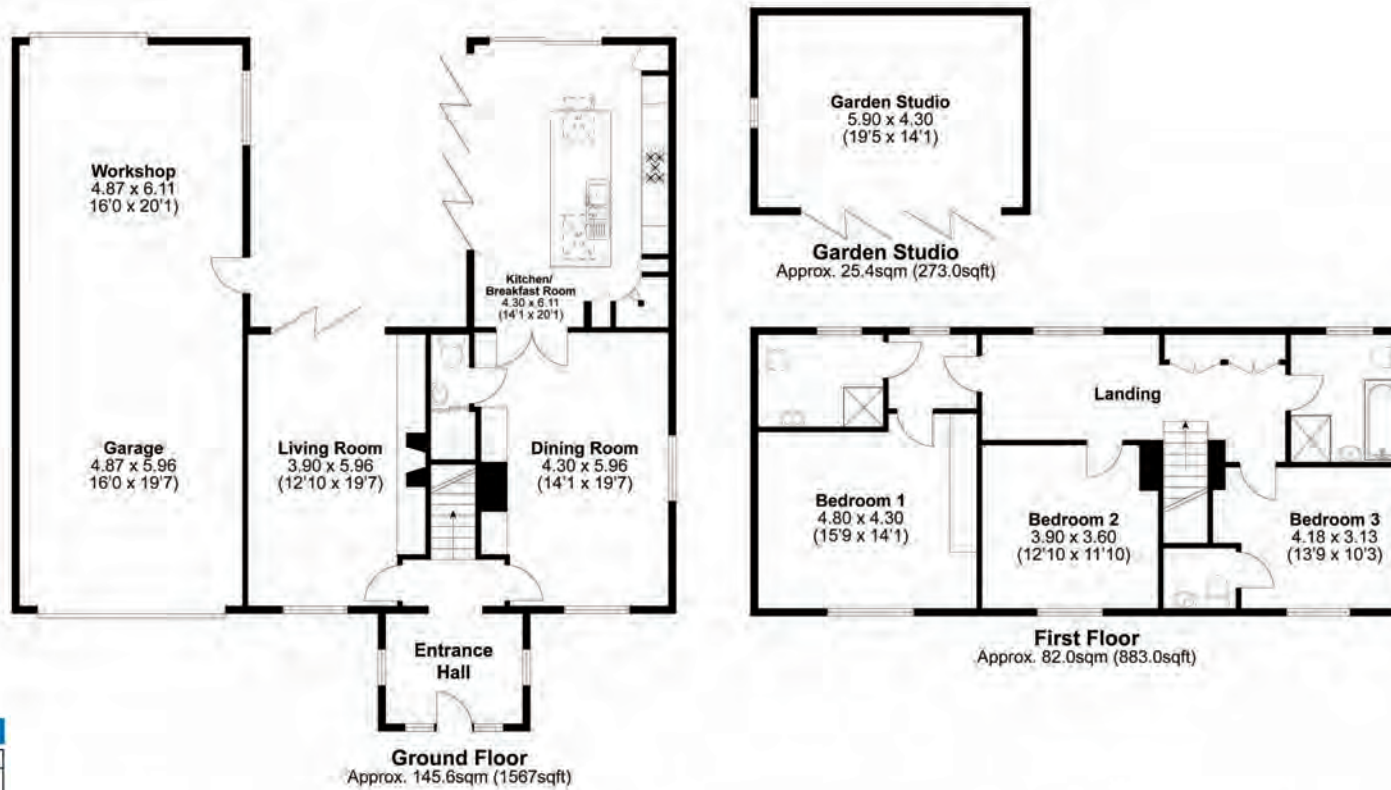 Workshop
4.87 x 6.11
16'0 x 20'1)
Garage
4.87 x 5.96
16'0 x 19'7)
Living Room
3.90 x 5.96
(12'10 x 19'7)
Kitchen/
Breakfast Room
4.30 x 6.11
(14'1 x 20'1)
Dining Room
4.30 x 5.96
(14'1 x 19'7)
Entrance
Hall
Ground Floor
Approx. 145.6sqm (1567sqft)
Garden Studio
5.90 x 4.30
(19'5 x 14'1)
Garden Studio
Approx. 25.4sqm (273.0sqft)
Landing
Bedroom 1
4.80 x 4.30
(15'9 x 14'1)
Bedroom 2
3.90 x 3.60
(12'10 x 11'10)
Bedroom 3
4.18 x 3.13
(13'9 x 10'3)
First Floor
Approx. 82.0sqm (883.0sqft)